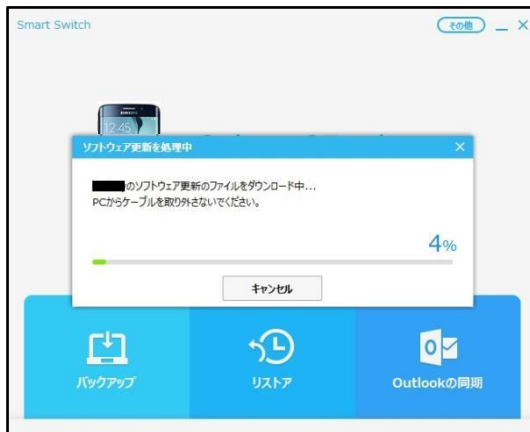 Smart Switch
その他
SAMSUNG
12:45
ソフトウェア更新を処理中
のソフトウェア更新のファイルをダウンロード中...
PCからケーブルを取り外さないでください。
4%
キャンセル
バックアップ
リストア
Outlookの同期